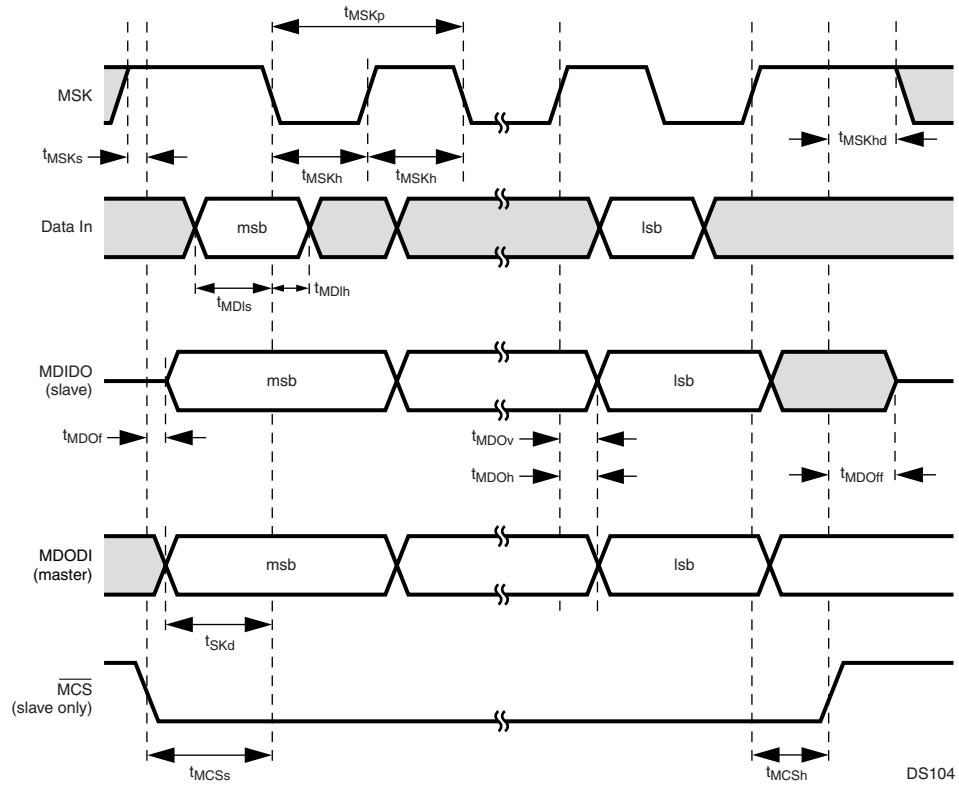 tMSKp
MSK
tMSKs
tMSKh
tMSKh
tMSKhd
Data In
msb
lsb
tMDIs
tMDIh
MDIDO
(slave)
msb
lsb
tMDOf
tMDOv
tMDOh
tMDOff
MDODI
(master)
msb
lsb
tSKd
MCS
(slave only)
tMCSs
tMCSh
DS104